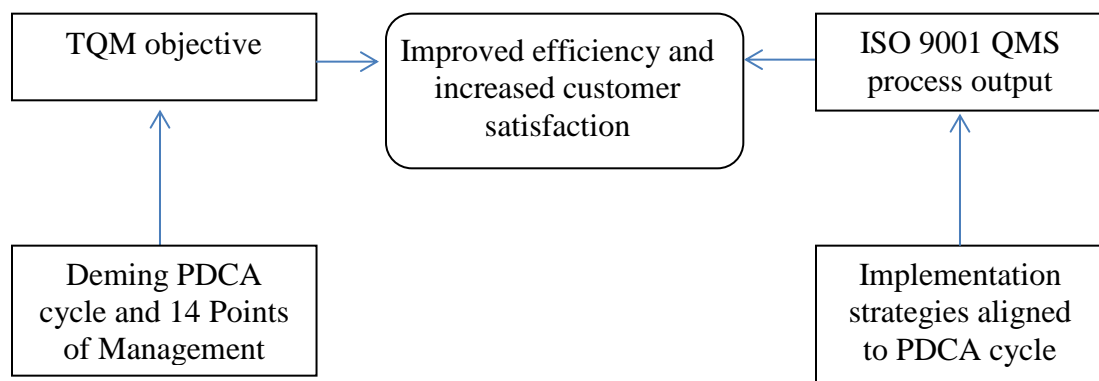 TQM objective
Improved efficiency and
increased customer
satisfaction
ISO 9001 QMS
process output
Deming PDCA
cycle and 14 Points
of Management
Implementation
strategies aligned
to PDCA cycle